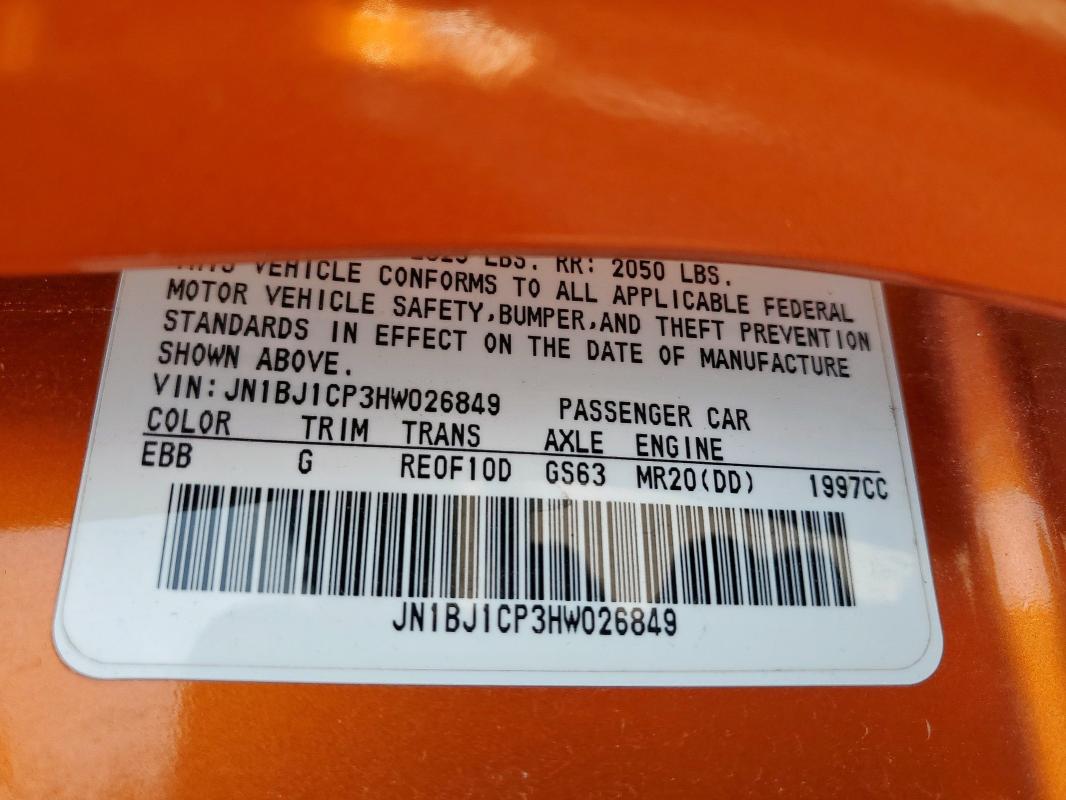 LBS. RR: 2050 LBS.
VEHICLE CONFORMS TO ALL APPLICABLE FEDERAL
MOTOR VEHICLE SAFETY,BUMPER,AND THEFT PREVENTION
STANDARDS IN EFFECT ON THE DATE OF MANUFACTURE
SHOWN ABOVE.
VIN: JN1BJ1CP3HW026849 PASSENGER CAR
COLOR TRIM TRANS AXLE ENGINE
EBB G RE0F10D GS63 MR20(DD) 1997CC
JN1BJ1CP3HW026849